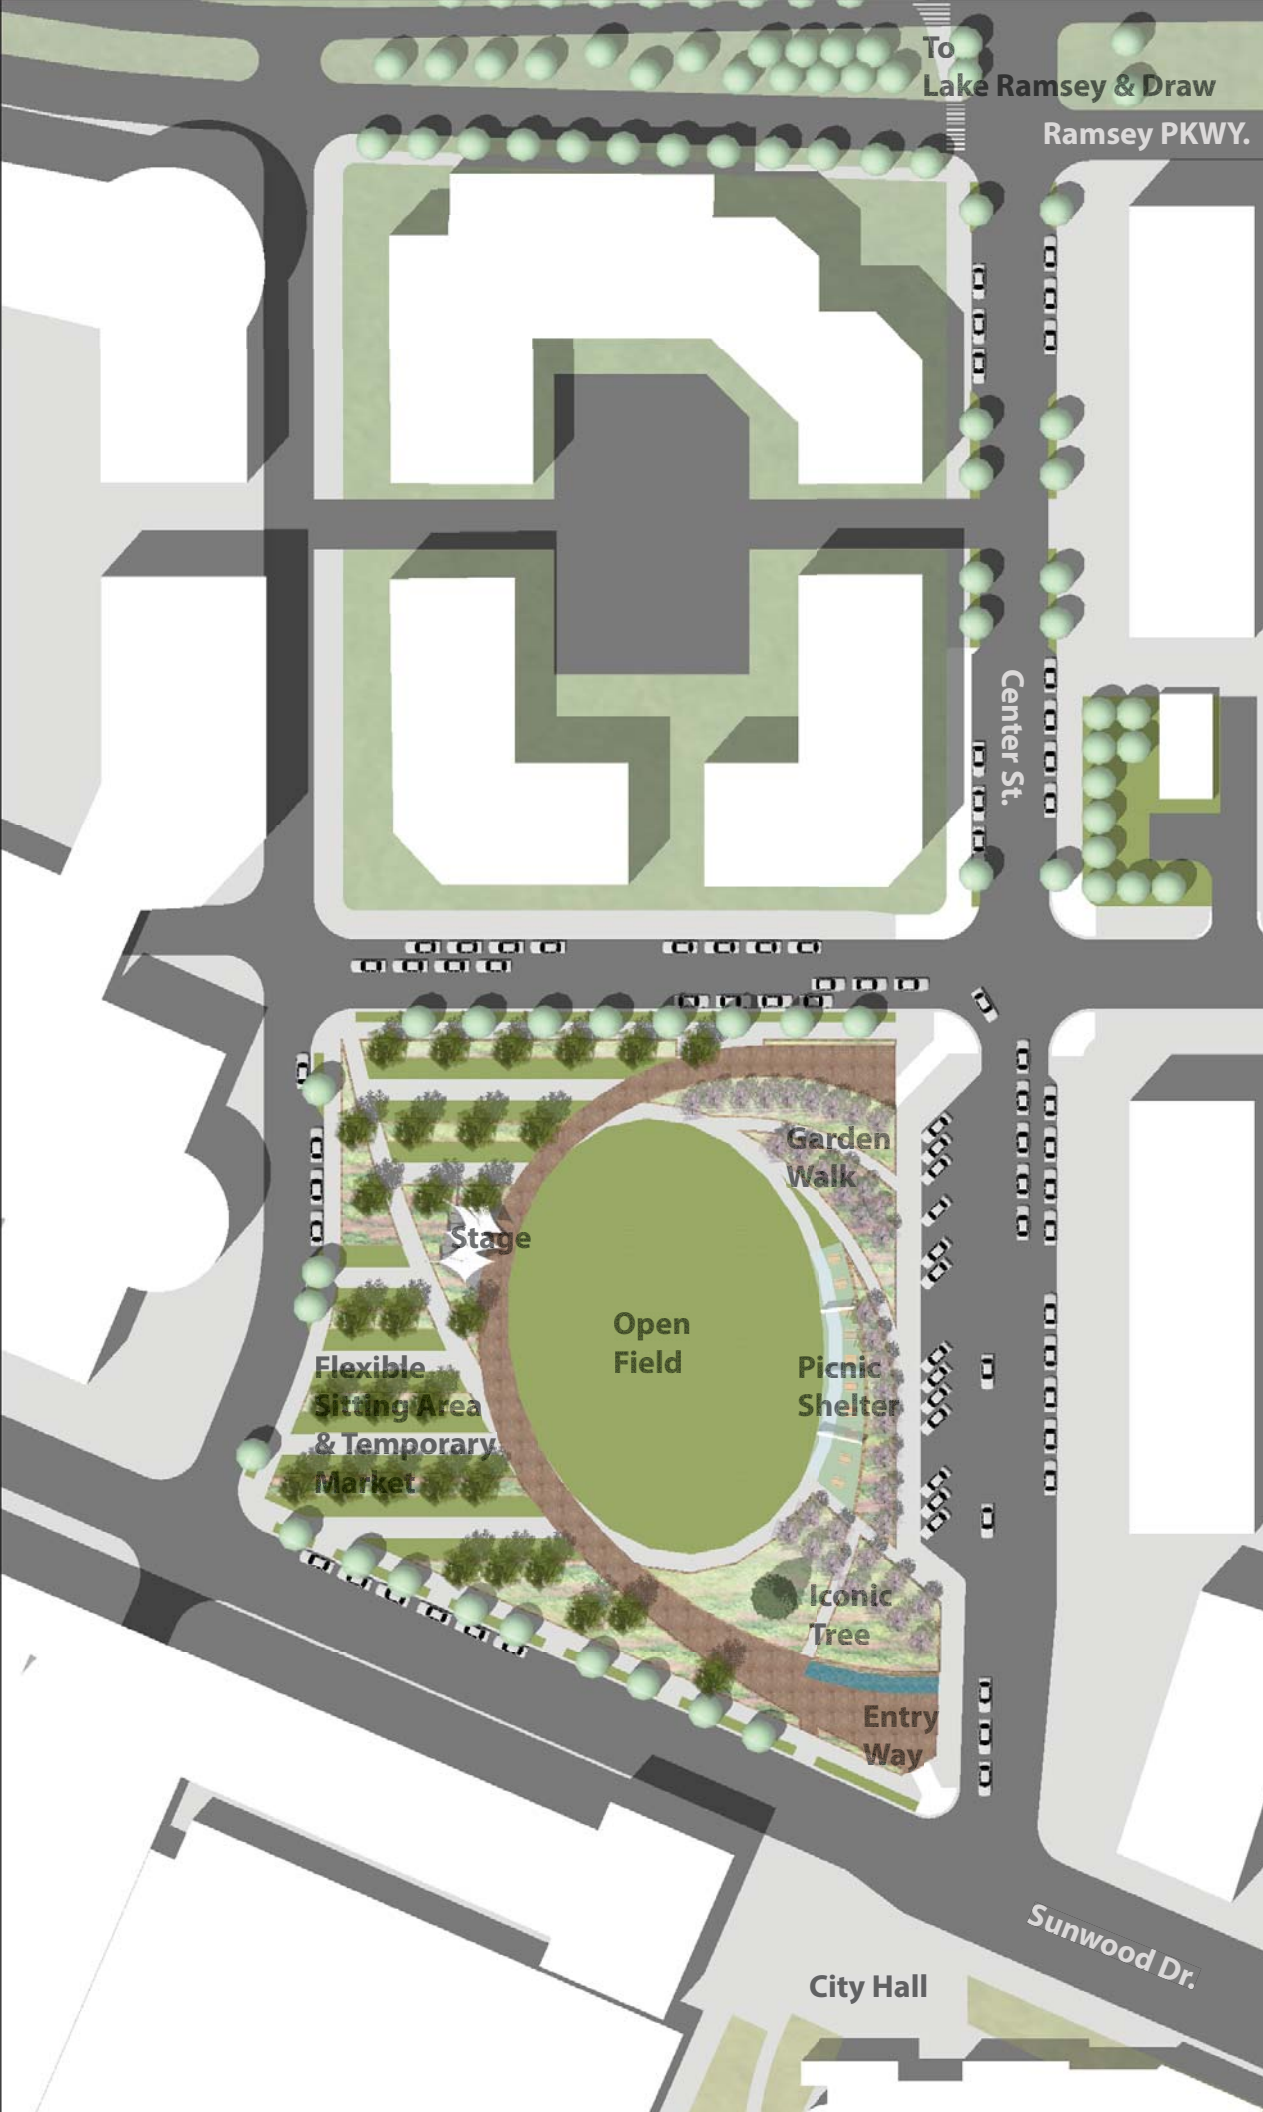 To
Lake Ramsey & Draw
Ramsey PKWY.
Center St.
Garden
Walk
Stage
Open
Field
Flexible
Sitting Area
& Temporary
Market
Picnic
Shelter
Iconic
Tree
Entry
Way
Sunwood Dr.
City Hall